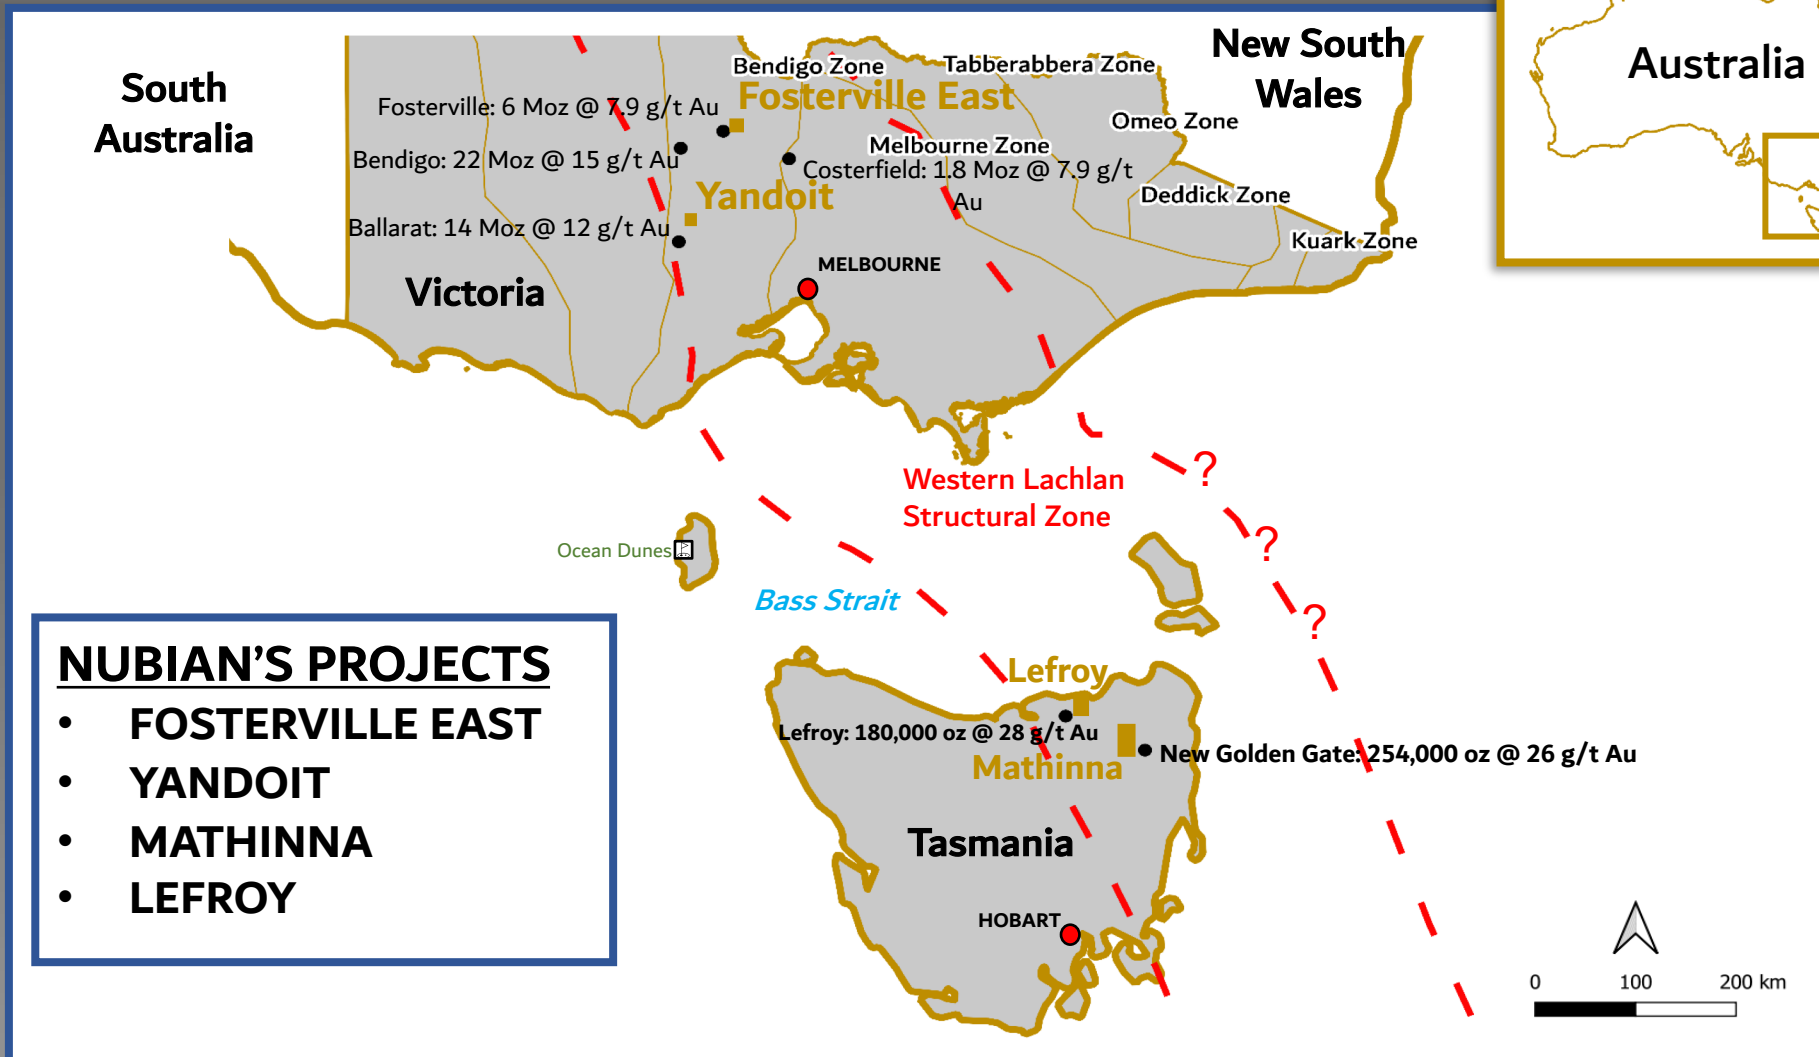 South
Australia
New South
Wales
Australia
Bendigo Zone
Tabberabbera Zone
Fosterville: 6 Moz @ 7.9 g/t Au
Fosterville East
Omeo Zone
Bendigo: 22 Moz @ 15 g/t Au
Melbourne Zone
Costerfield: 1.8 Moz @ 7.9 g/t
Au
Yandoit
Deddick Zone
Ballarat: 14 Moz @ 12 g/t Au
Kuark Zone
Victoria
MELBOURNE
Western Lachlan
Structural Zone
?
?
?
Ocean Dunes
Bass Strait
NUBIAN'S PROJECTS
• FOSTERVILLE EAST
• YANDOIT
• MATHINNA
• LEFROY
Lefroy
Lefroy: 180,000 oz @ 28 g/t Au
New Golden Gate: 254,000 oz @ 26 g/t Au
Mathinna
Tasmania
HOBART
0 100 200 km